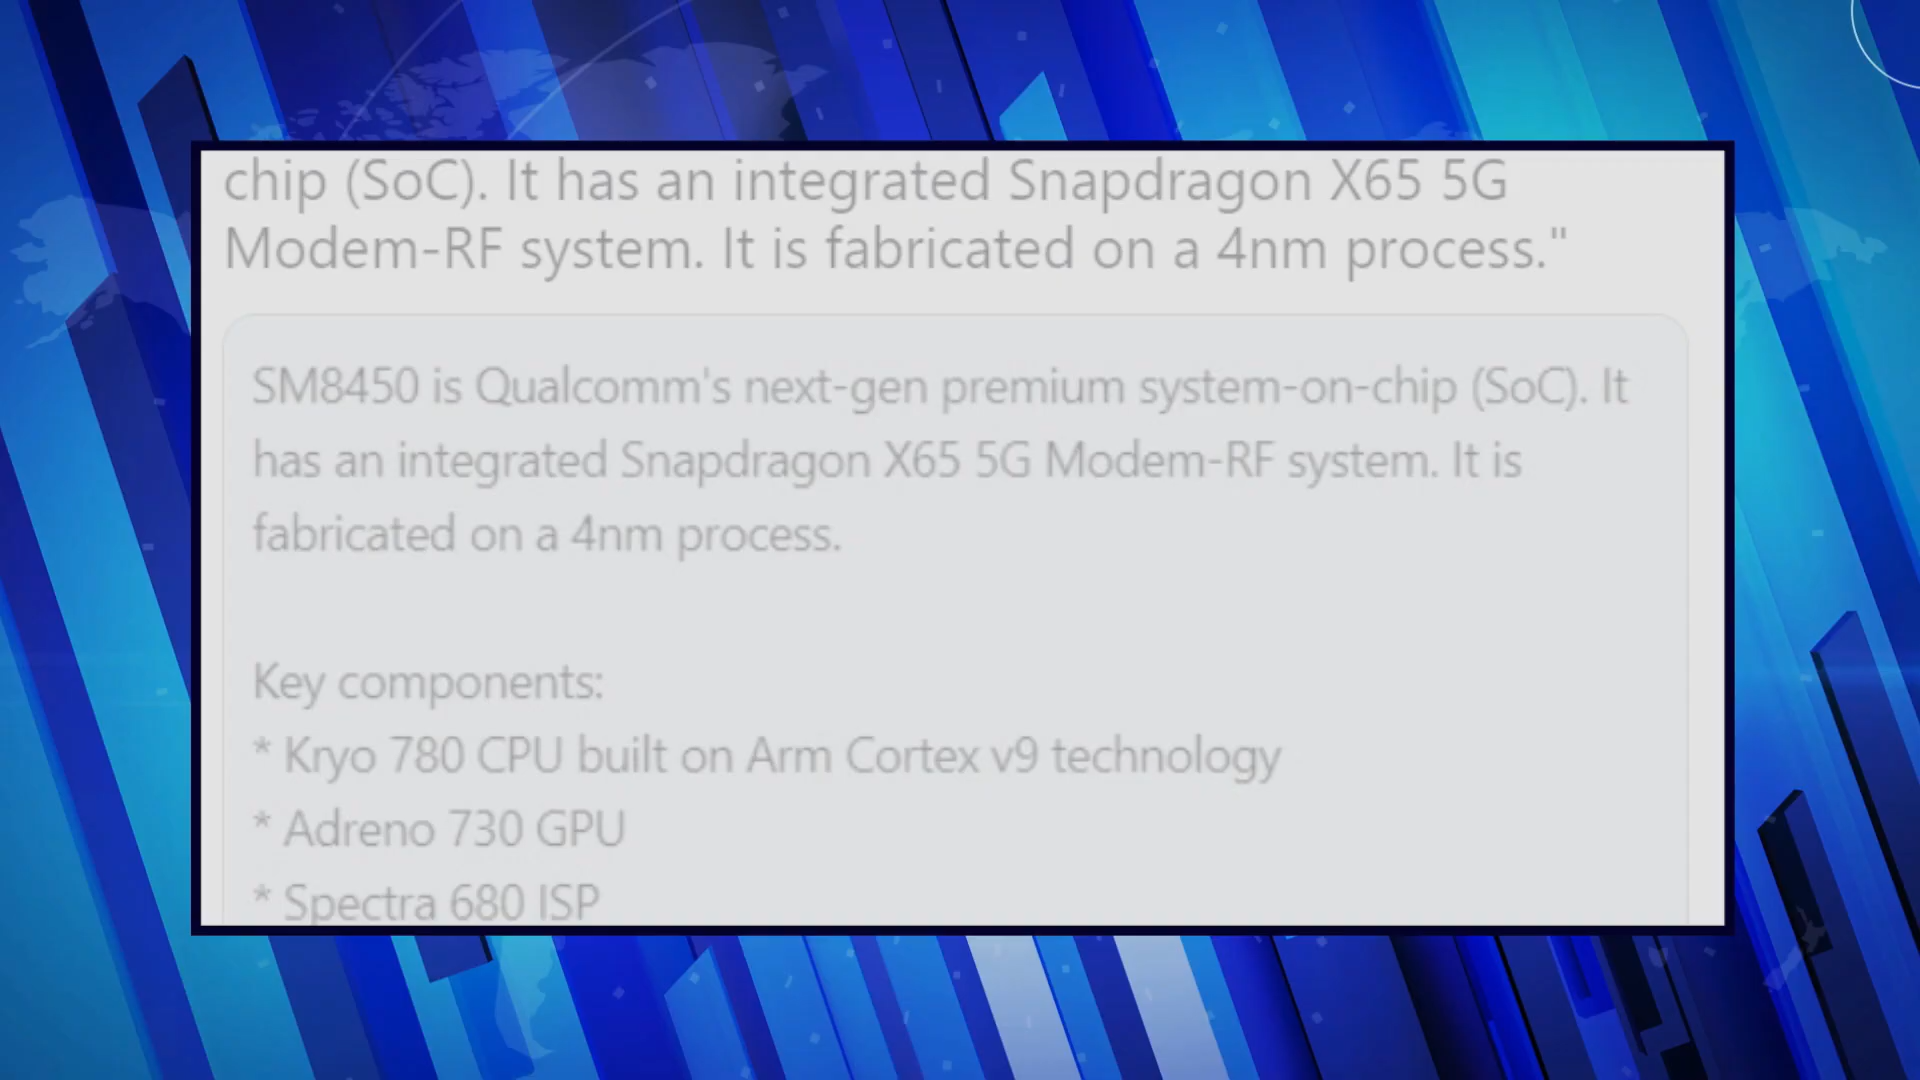 chip (SoC). It has an integrated Snapdragon X65 5G
Modem-RF system. It is fabricated on a 4nm process."
SM8450 is Qualcomm's next-gen premium system-on-chip (SoC). It
has an integrated Snapdragon X65 5G Modem-RF system. It is
fabricated on a 4nm process.
Key components:
* Kryo 780 CPU built on Arm Cortex v9 technology
* Adreno 730 GPU
* Spectra 680 ISP